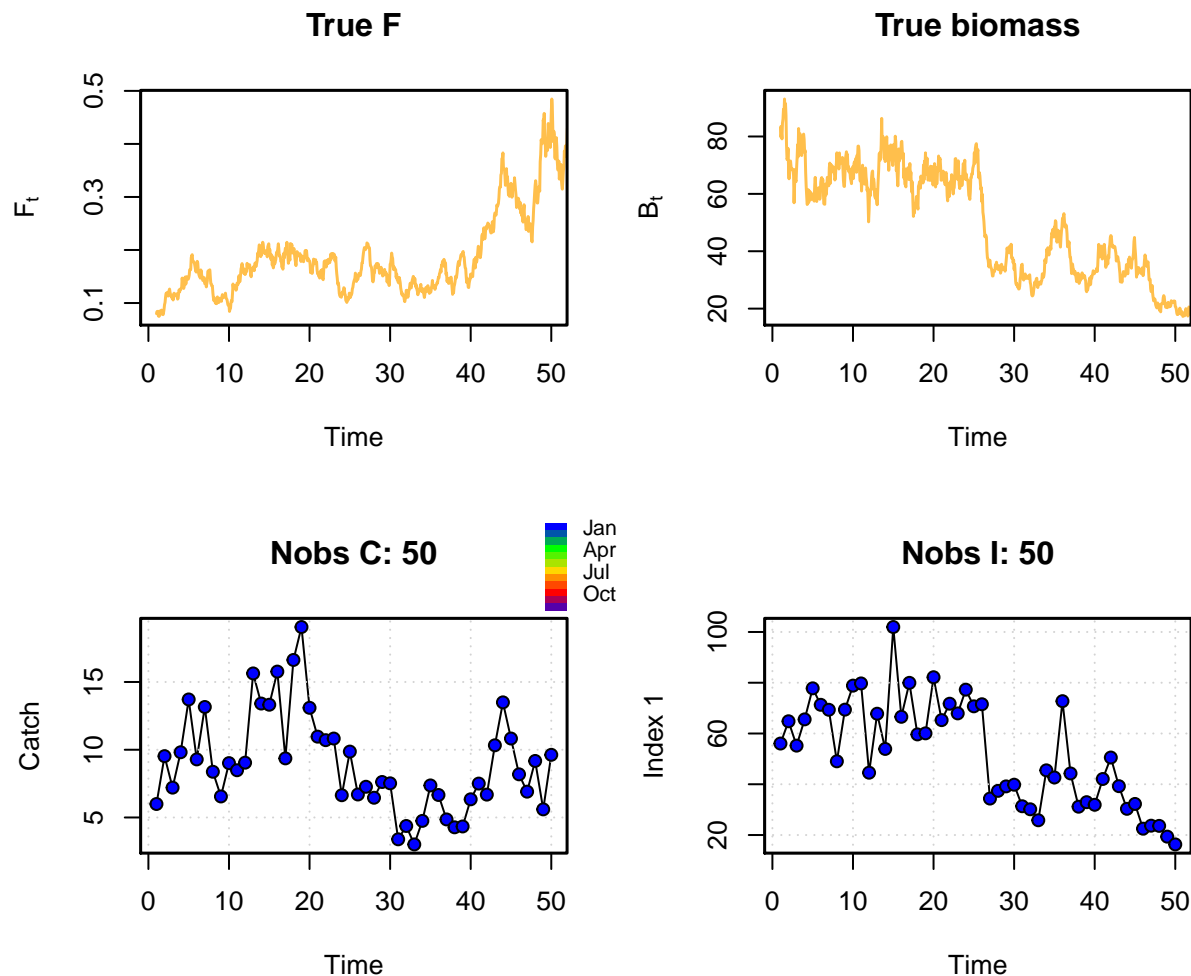 True F
0.1 0.3 0.5
Ft
0 10 20 30 40 50
Time
True biomass
20 40 60 80
Bt
0 10 20 30 40 50
Time
Nobs C: 50
Jan
Apr
Jul
Oct
5 10 15
Catch
0 10 20 30 40 50
Time
Nobs I: 50
20 60 100
Index 1
0 10 20 30 40 50
Time